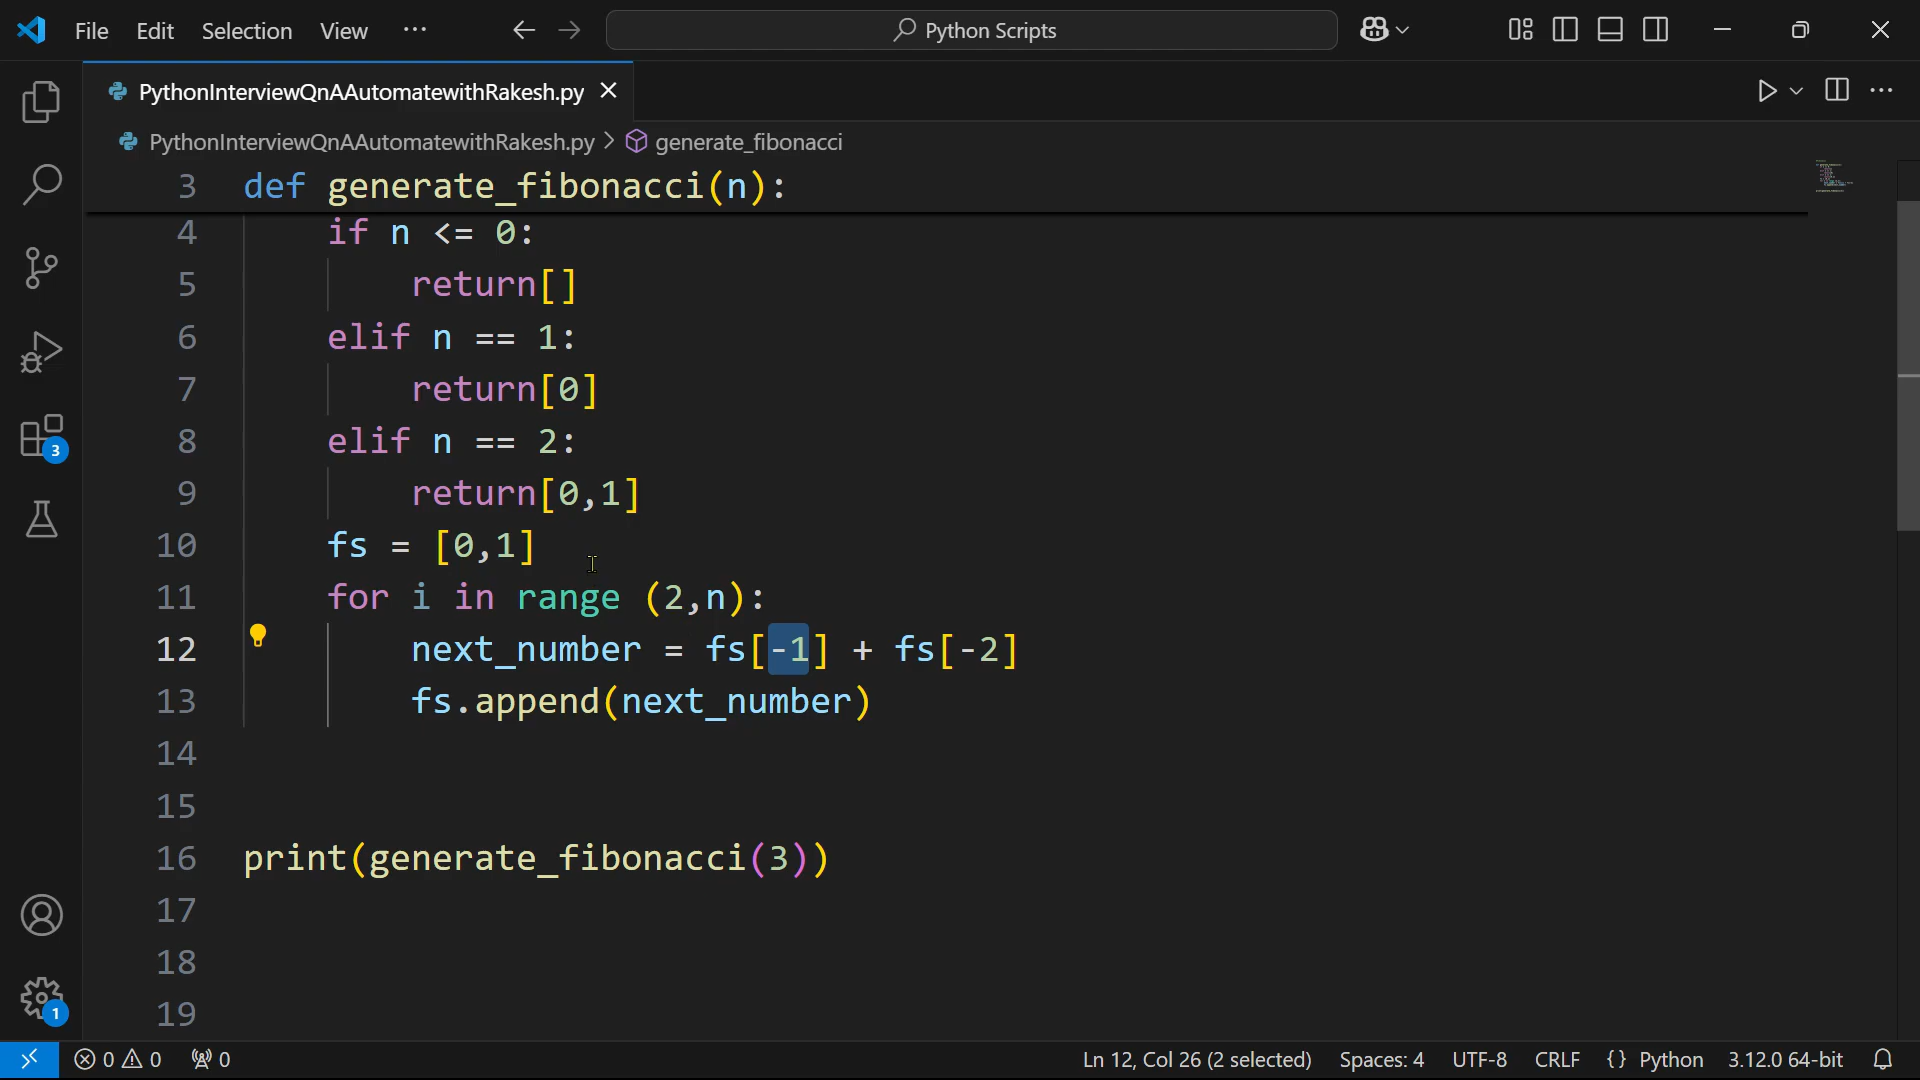 File Edit Selection View ··· Python Scripts
PythonInterviewQnAAutomatewithRakesh.py
PythonInterviewQnAAutomatewithRakesh.py > generate_fibonacci
3 def generate_fibonacci(n):
4 if n <= 0:
5 return[]
6 elif n == 1:
7 return[0]
8 elif n == 2:
9 return[0,1]
10 fs = [0,1]
11 for i in range (2,n):
12 next_number = fs[-1] + fs[-2]
13 fs.append(next_number)
14
15
16 print(generate_fibonacci(3))
17
18
19
3
1
0 0 0 Ln 12, Col 26 (2 selected) Spaces: 4 UTF-8 CRLF {} Python 3.12.0 64-bit